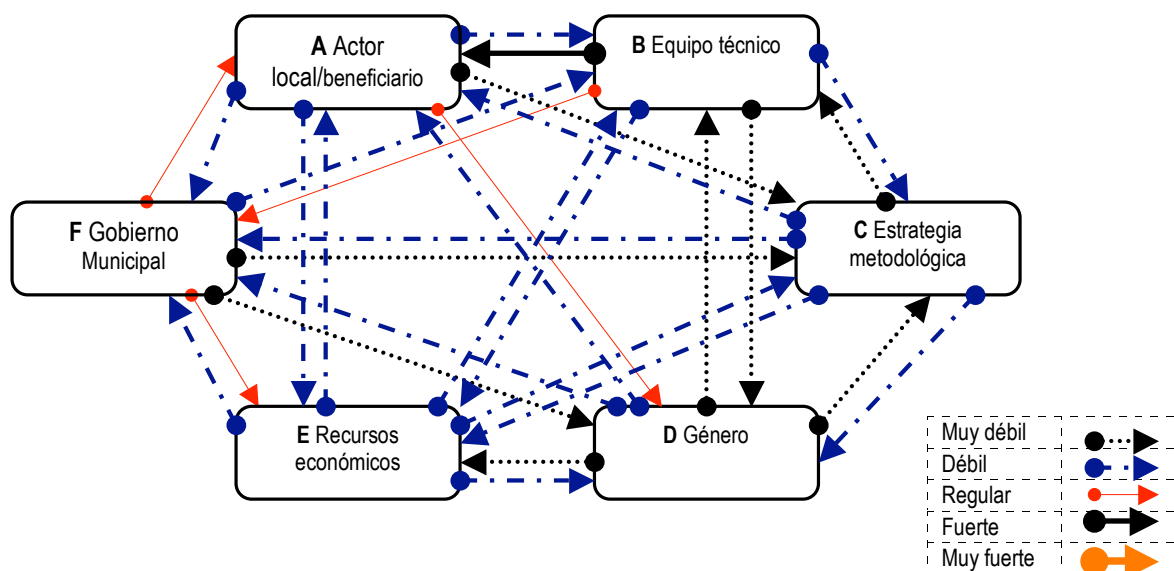 A Actor
local/beneficiario
B Equipo técnico
F Gobierno
Municipal
C Estrategia
metodológica
E Recursos
económicos
D Género
Muy débil
Débil
Regular
Fuerte
Muy fuerte